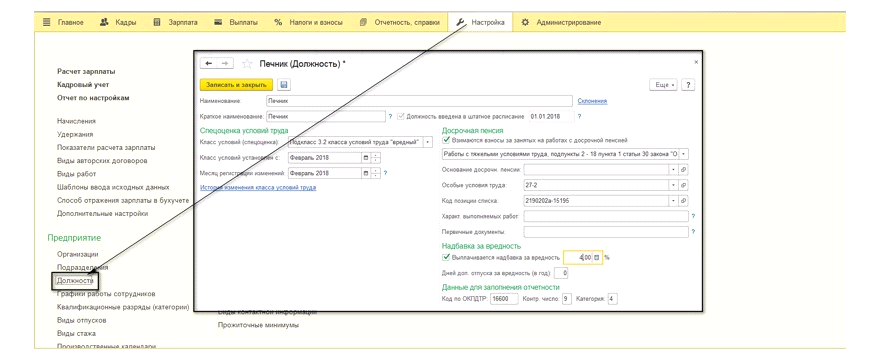 Главное Кадры Зарплата Выплаты % Налоги и взносы Отчетность, справки Настройка Администрирование
Расчет зарплаты
Кадровый учет
Отчет по настройкам
Начисления
Удержания
Показатели расчета зарплаты
Виды авторских договоров
Виды работ
Шаблоны ввода исходных данных
Способ отражения зарплаты в бухучете
Дополнительные настройки
Предприятие
Организации
Подразделения
Должности
Графики работы сотрудников
Квалификационные разряды (категории)
Виды отпусков
Виды стажа
Производственные календари
Виды контактной информации
Прожиточные минимумы
Печник (Должность) * ×
Записать и закрыть Еще ?
Наименование: Печник Склонения
Краткое наименование: Печник ? Должность введена в штатное расписание 01.01.2018 ?
Спецоценка условий труда
Класс условий (спецоценка): Подкласс 3.2 класса условий труда "вредный"
Класс условий установлен с: Февраль 2018
Месяц регистрации изменений: Февраль 2018 ?
История изменения класса условий труда
Досрочная пенсия
Взимаются взносы за занятых на работах с досрочной пенсией
Работы с тяжелыми условиями труда, подпункты 2 - 18 пункта 1 статьи 30 закона "О
Основание досрочн. пенсии:
Особые условия труда: 27-2
Код позиции списка: 2190202а-15195
Характ. выполняемых работ: ?
Первичные документы: ?
Надбавка за вредность
Выплачивается надбавка за вредность 4,00 %
Дней доп. отпуска за вредность (в год): 0
Данные для заполнения отчетности
Код по ОКПДТР: 16600 Контр. число: 9 Категория: 4